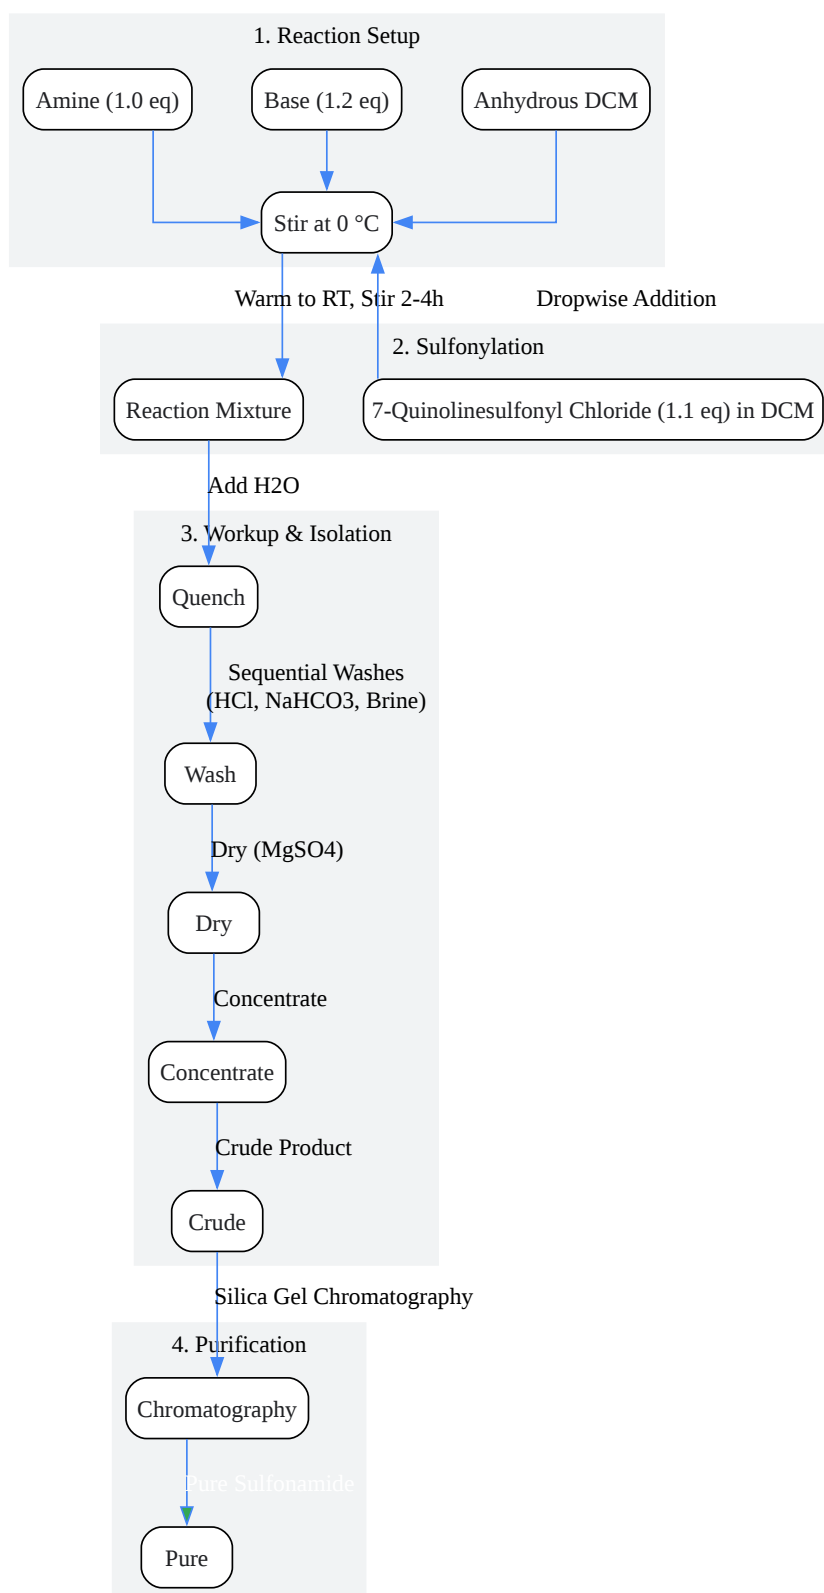 1. Reaction Setup
Amine (1.0 eq)
Base (1.2 eq)
Anhydrous DCM
Stir at 0 °C
Warm to RT, Stir 2-4h
Dropwise Addition
2. Sulfonylation
Reaction Mixture
7-Quinolinesulfonyl Chloride (1.1 eq) in DCM
Add H2O
3. Workup & Isolation
Quench
Sequential Washes
(HCl, NaHCO3, Brine)
Wash
Dry (MgSO4)
Dry
Concentrate
Concentrate
Crude Product
Crude
Silica Gel Chromatography
4. Purification
Chromatography
Pure Sulfonamide
Pure